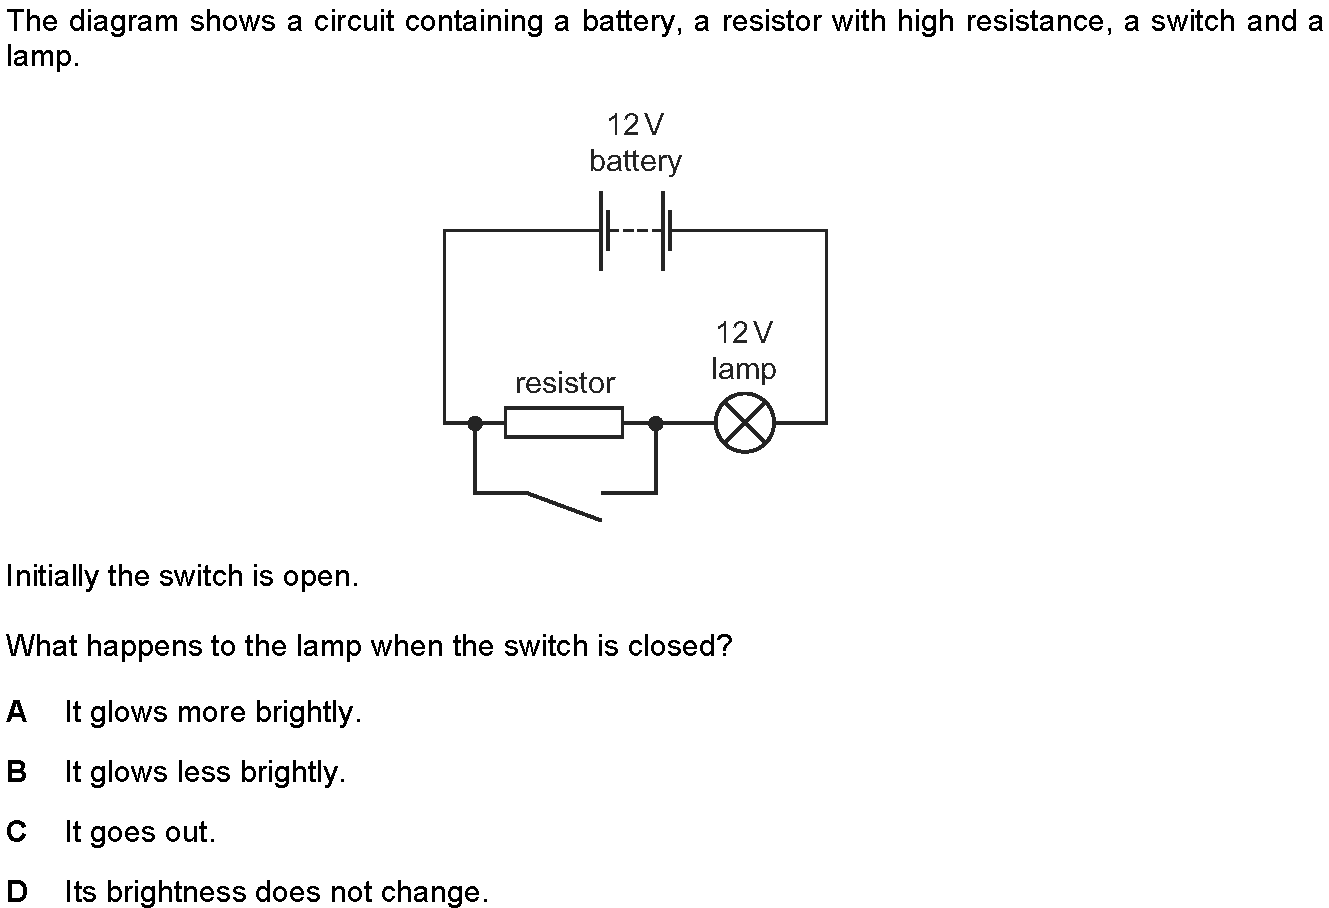 The diagram shows a circuit containing a battery, a resistor with high resistance, a switch and a
lamp.
12 V
battery
12 V
lamp
resistor
Initially the switch is open.
What happens to the lamp when the switch is closed?
A It glows more brightly.
B It glows less brightly.
C It goes out.
D Its brightness does not change.